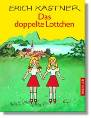 ERICH KÄSTNER
Das
doppelte Lottchen